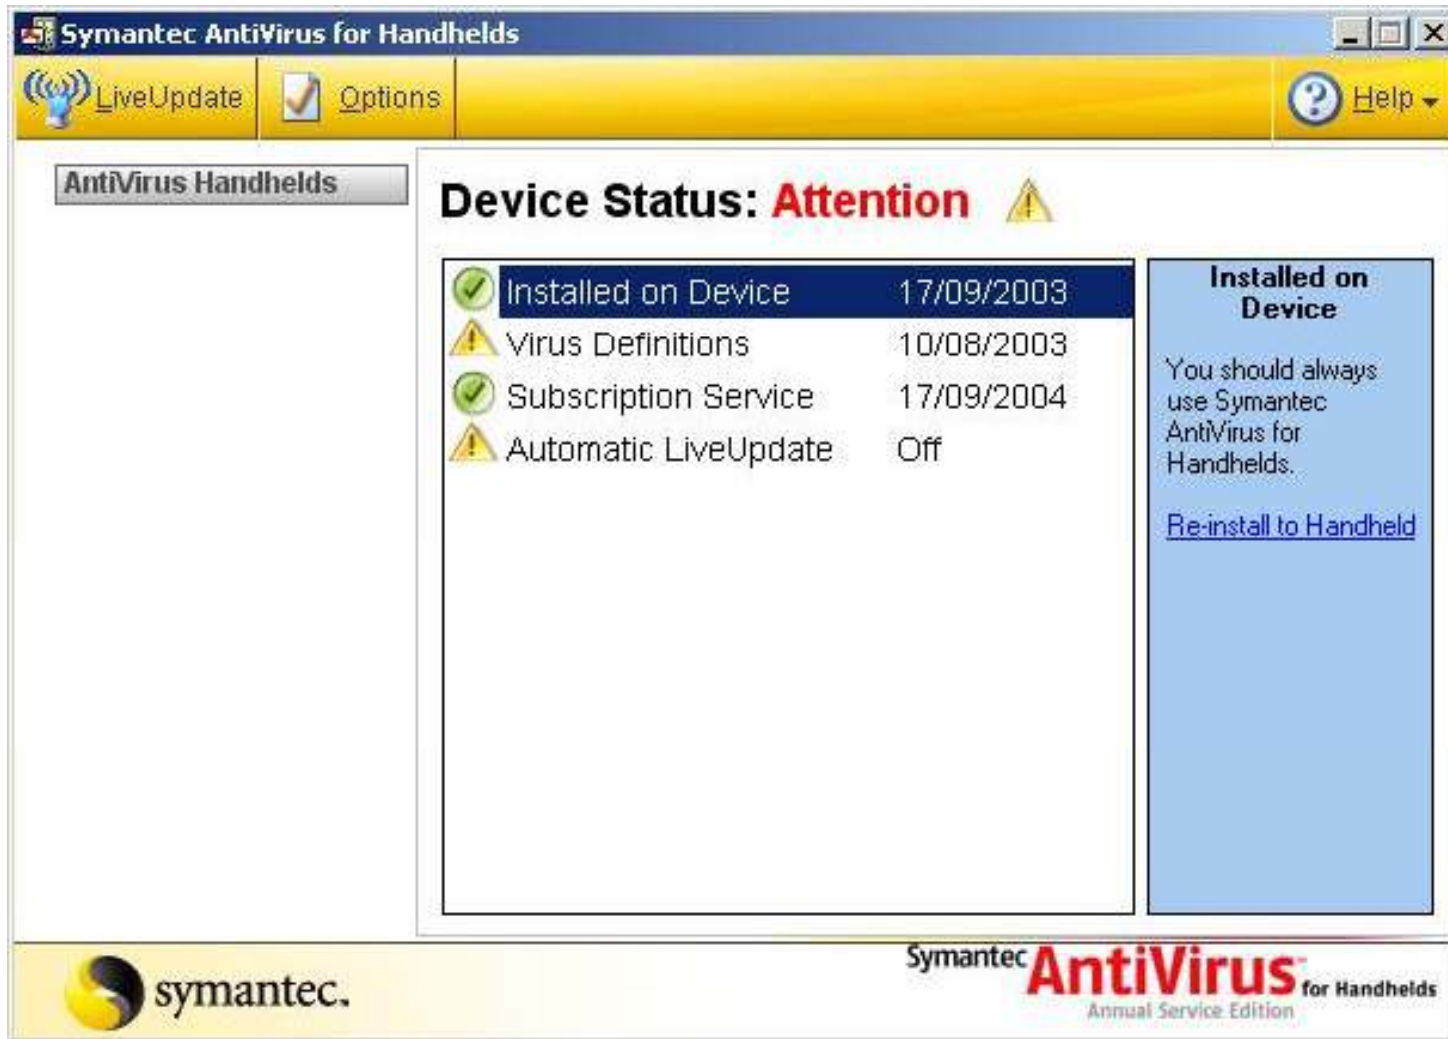 Symantec AntiVirus for Handhelds
LiveUpdate
Options
Help
AntiVirus Handhelds
Device Status: Attention
Installed on Device 17/09/2003
Virus Definitions 10/08/2003
Subscription Service 17/09/2004
Automatic LiveUpdate Off
Installed on
Device
You should always
use Symantec
AntiVirus for
Handhelds.
Re-install to Handheld
symantec.
Symantec AntiVirus for Handhelds
Annual Service Edition